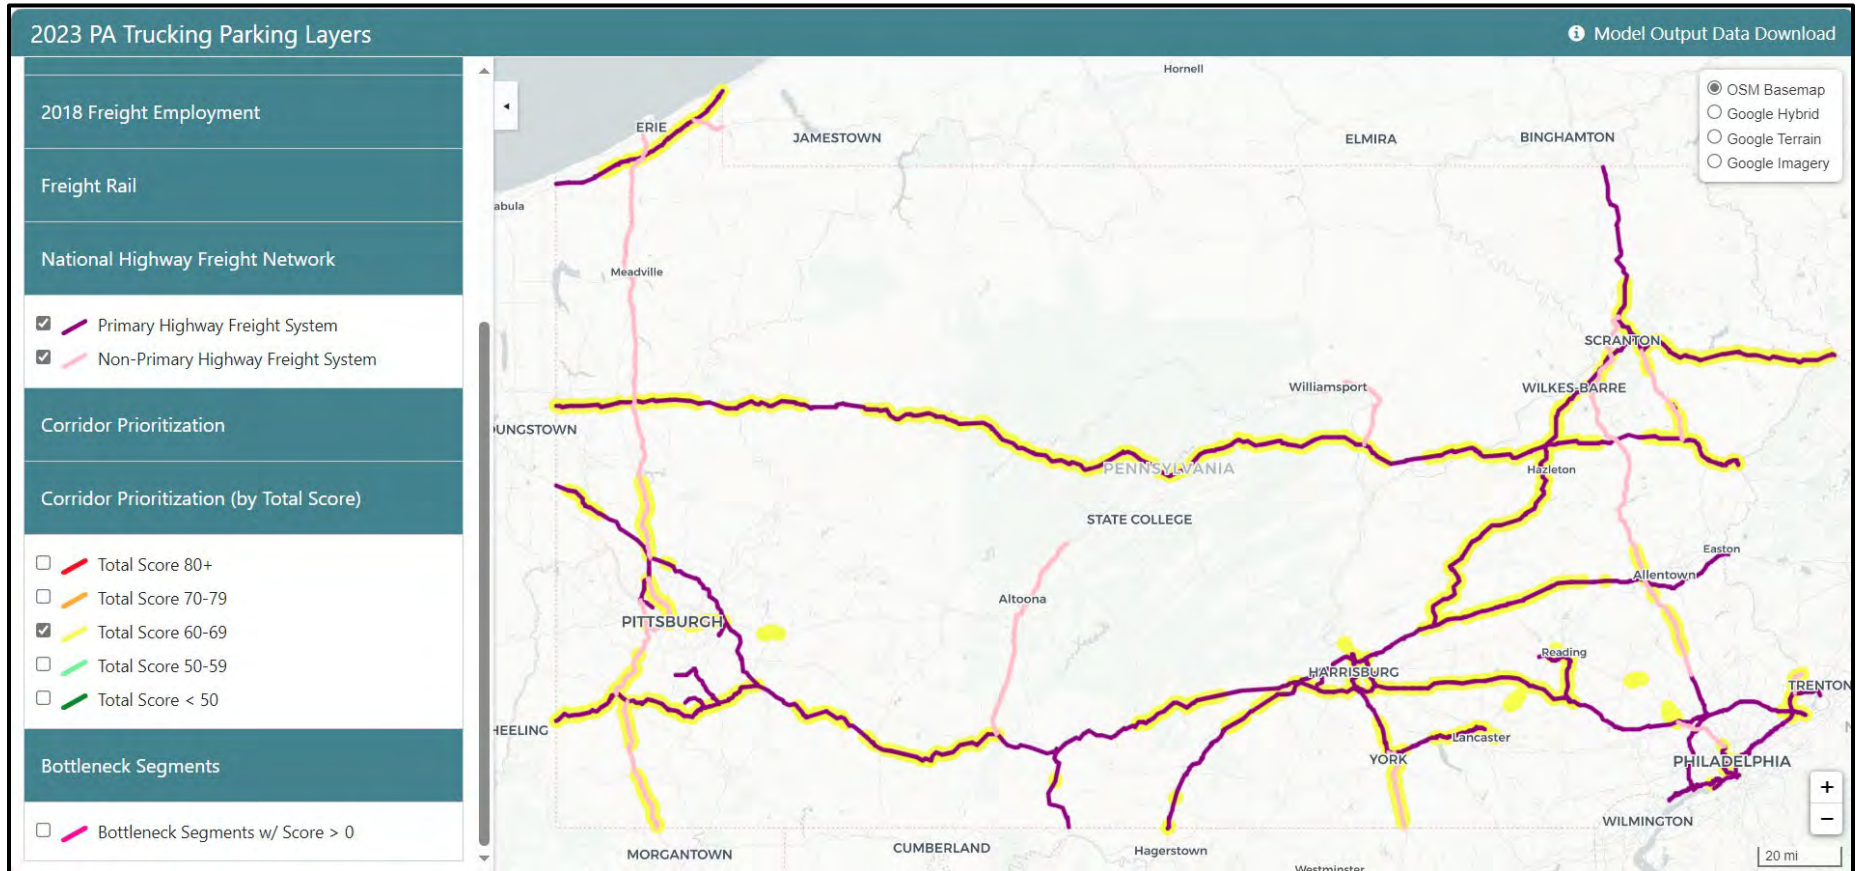 2023 PA Trucking Parking Layers
Model Output Data Download
2018 Freight Employment
Freight Rail
National Highway Freight Network
Primary Highway Freight System
Non-Primary Highway Freight System
Corridor Prioritization
Corridor Prioritization (by Total Score)
Total Score 80+
Total Score 70-79
Total Score 60-69
Total Score 50-59
Total Score < 50
Bottleneck Segments
Bottleneck Segments w/ Score > 0
OSM Basemap
Google Hybrid
Google Terrain
Google Imagery
Hornell
ERIE
JAMESTOWN
ELMIRA
BINGHAMTON
abula
Meadville
SCRANTON
Williamsport
WILKES-BARRE
OUNGSTOWN
PENNSYLVANIA
Hazleton
STATE COLLEGE
Easton
Allentown
Altoona
PITTSBURGH
Reading
HARRISBURG
TRENTON
HEELING
Lancaster
YORK
PHILADELPHIA
WILMINGTON
MORGANTOWN
CUMBERLAND
Hagerstown
Westminster
+
−
20 mi